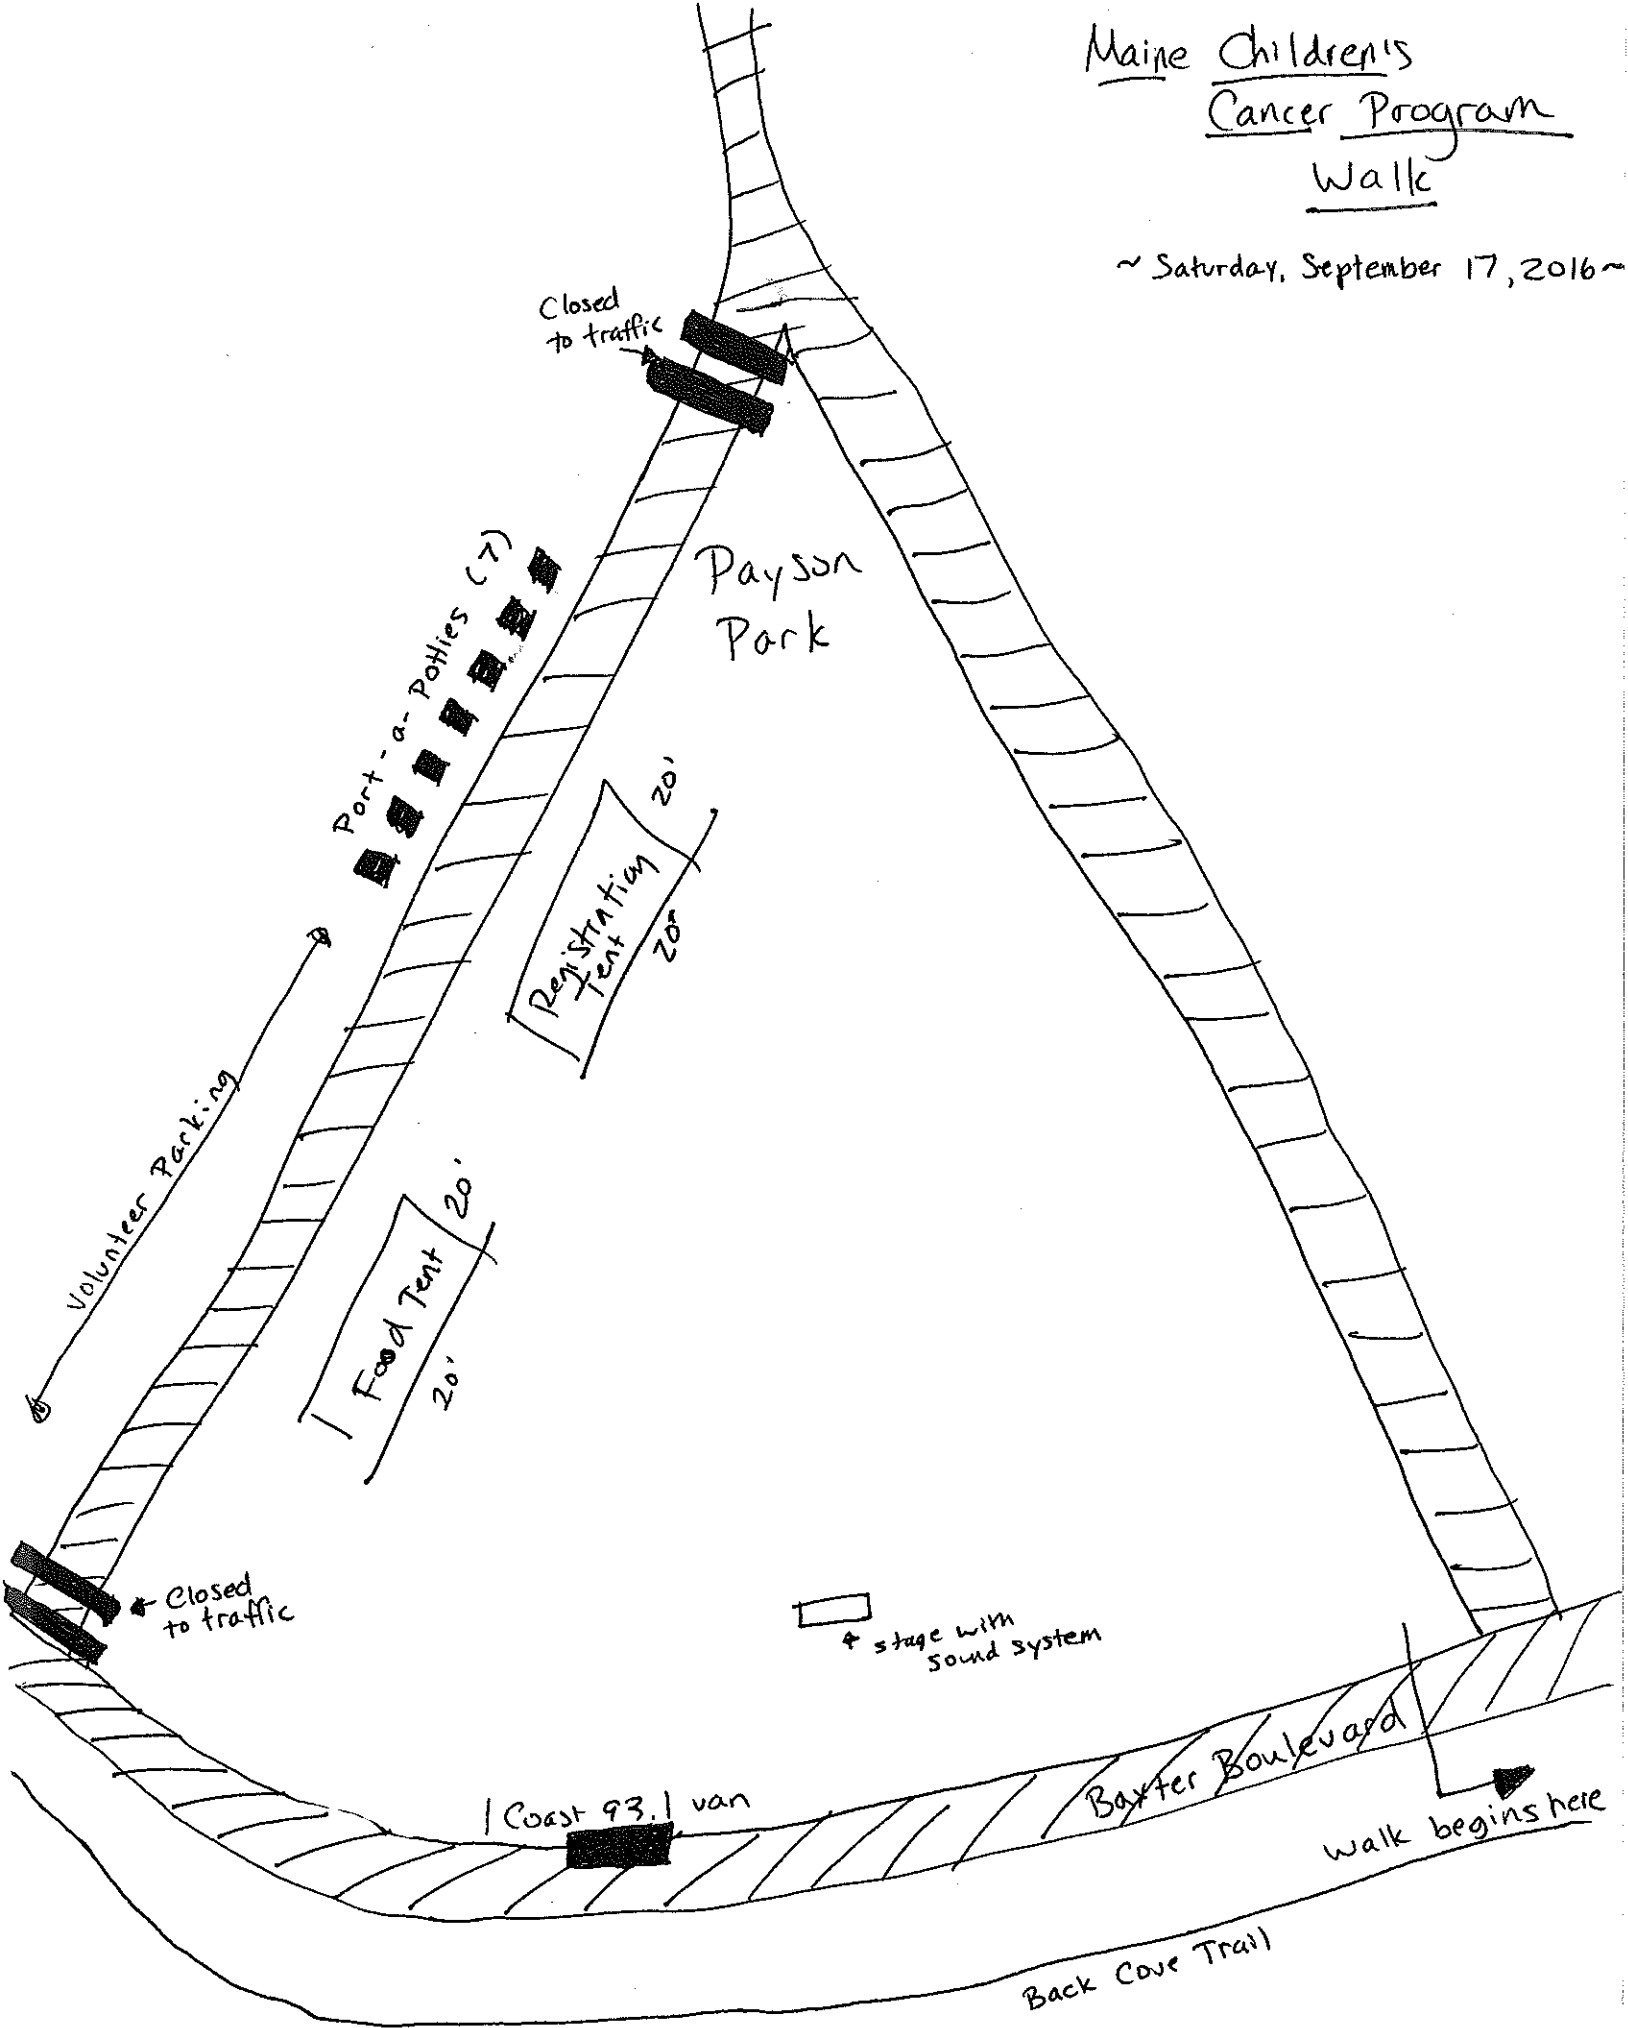 Maine Children's
Cancer Program
Walk
~ Saturday, September 17, 2016 ~
Closed
to traffic
Payson
Park
Port-a-Potties (7)
20'
Registration
Tent
20'
Volunteer Parking
20'
Food Tent
20'
Closed
to traffic
stage with
sound system
Coast 93.1 van
Baxter Boulevard
Walk begins here
Back Cove Trail